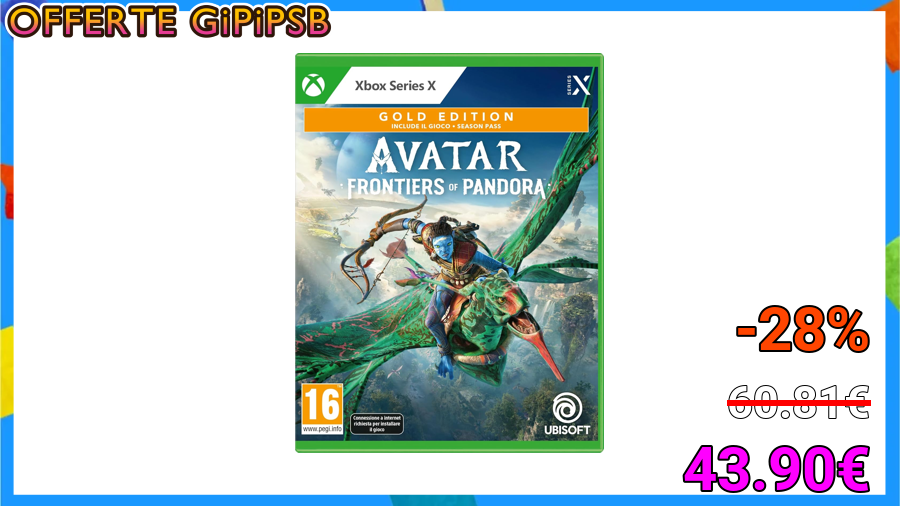 OFFERTE GiPiPSB
Xbox Series X
SERIES X
GOLD EDITION
INCLUDE IL GIOCO • SEASON PASS
AVATAR
FRONTIERS OF PANDORA
16
www.pegi.info
Connessione a internet
richiesta per installare
il gioco
UBISOFT
-28%
60.81€
43.90€